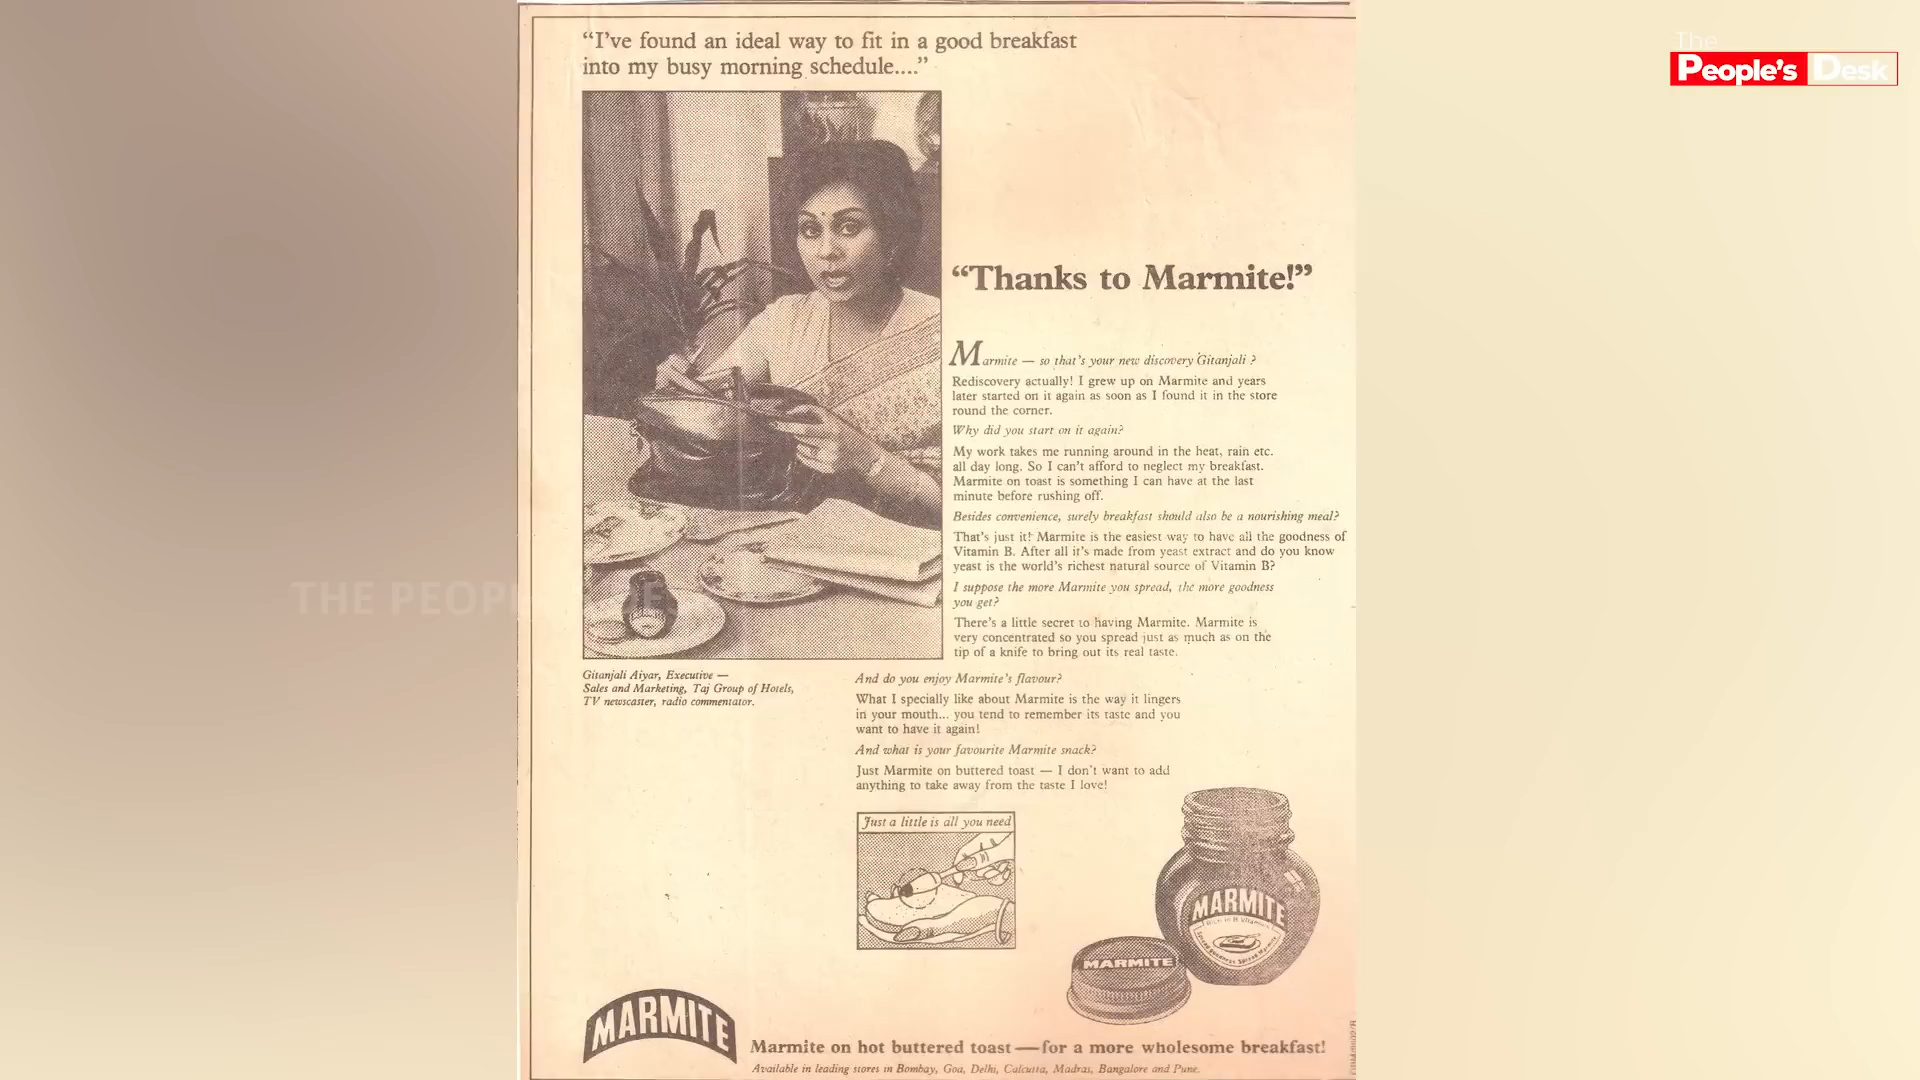 "I've found an ideal way to fit in a good breakfast
into my busy morning schedule...."
The
People's Desk
"Thanks to Marmite!"
Marmite — so that's your new discovery Gitanjali ?
Rediscovery actually! I grew up on Marmite and years
later started on it again as soon as I found it in the store
round the corner.
Why did you start on it again?
My work takes me running around in the heat, rain etc.
all day long. So I can't afford to neglect my breakfast.
Marmite on toast is something I can have at the last
minute before rushing off.
Besides convenience, surely breakfast should also be a nourishing meal?
That's just it! Marmite is the easiest way to have all the goodness of
Vitamin B. After all it's made from yeast extract and do you know
yeast is the world's richest natural source of Vitamin B?
I suppose the more Marmite you spread, the more goodness
you get?
There's a little secret to having Marmite. Marmite is
very concentrated so you spread just as much as on the
tip of a knife to bring out its real taste.
THE PEOPLE'S DESK
Gitanjali Aiyar, Executive —
Sales and Marketing, Taj Group of Hotels,
TV newscaster, radio commentator.
And do you enjoy Marmite's flavour?
What I specially like about Marmite is the way it lingers
in your mouth... you tend to remember its taste and you
want to have it again!
And what is your favourite Marmite snack?
Just Marmite on buttered toast — I don't want to add
anything to take away from the taste I love!
Just a little is all you need
MARMITE
MARMITE
MARMITE
Marmite on hot buttered toast—for a more wholesome breakfast!
Available in leading stores in Bombay, Goa, Delhi, Calcutta, Madras, Bangalore and Pune.